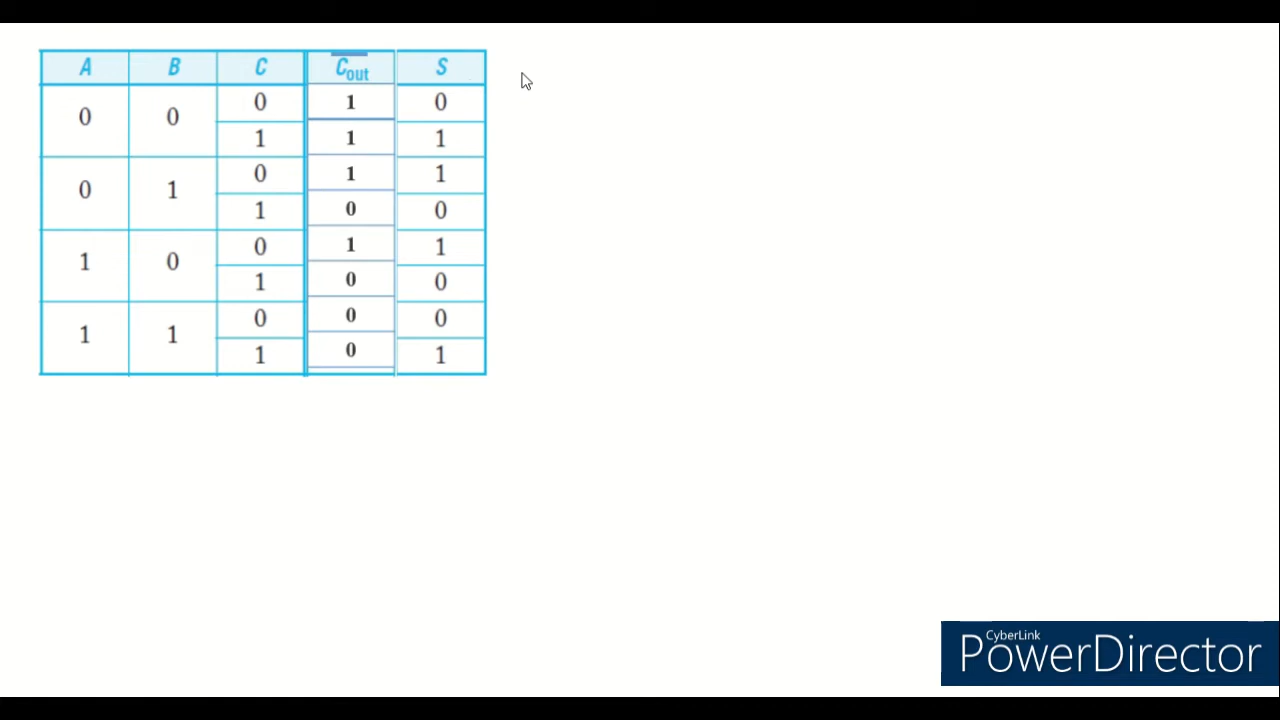 A B C C̅out S
0 0 0 1 0
1 1 1
0 1 0 1 1
1 0 0
1 0 0 1 1
1 0 0
1 1 0 0 0
1 0 1
CyberLink
PowerDirector